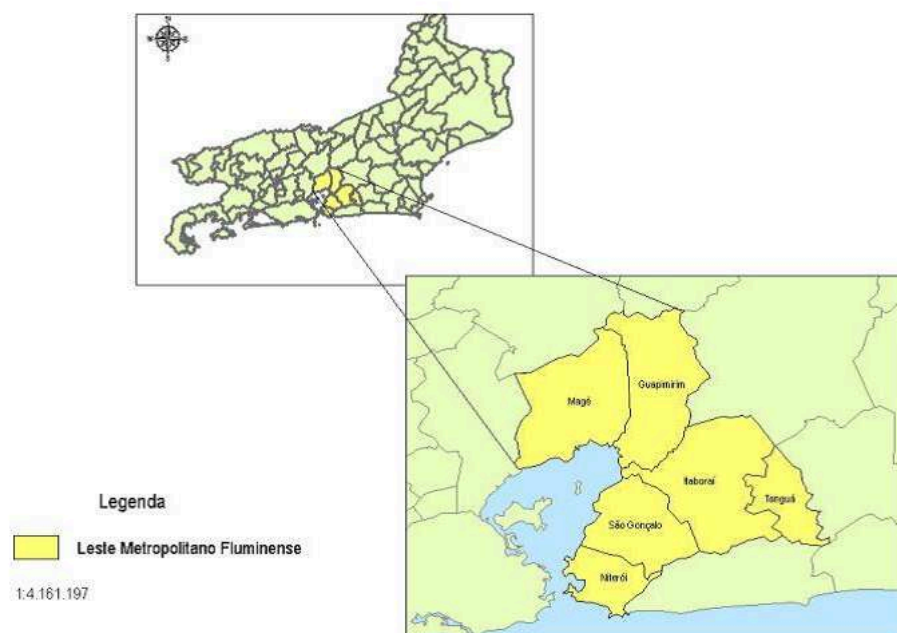 N
W
E
S
Magé
Guapimirim
Itaboraí
Tanguá
São Gonçalo
Niterói
Legenda
Leste Metropolitano Fluminense
1:4.161.197